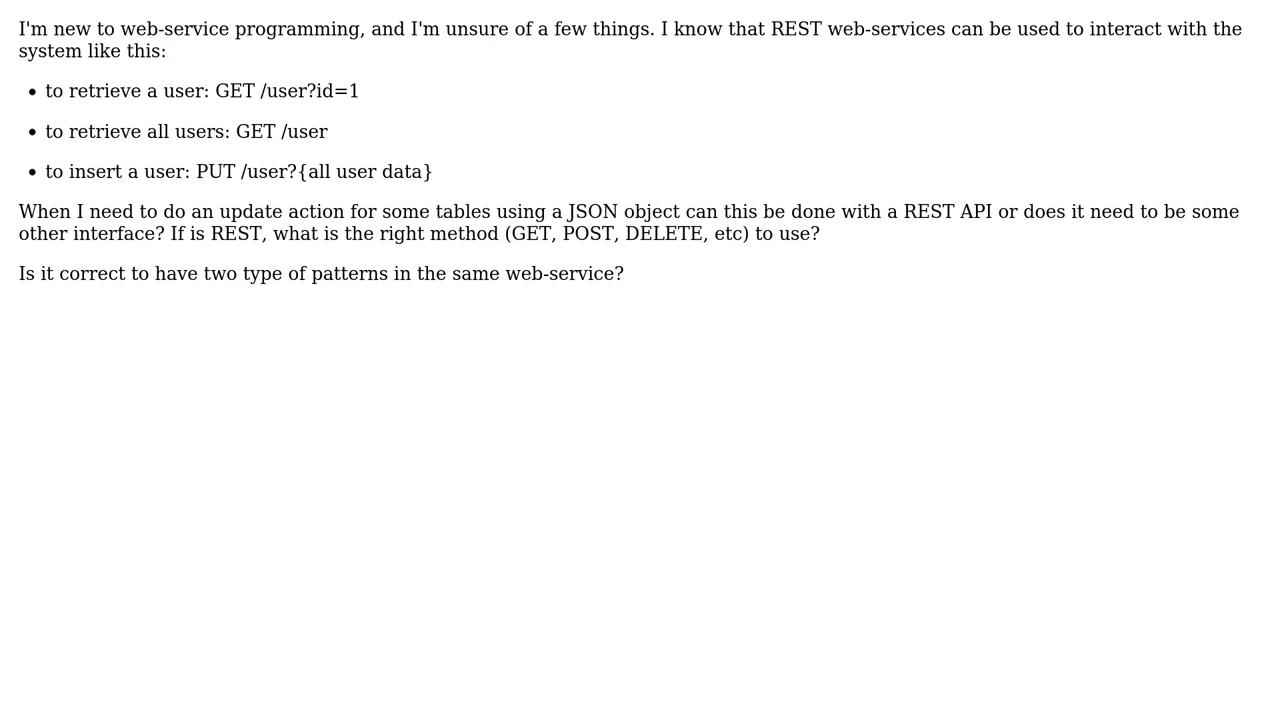 I'm new to web-service programming, and I'm unsure of a few things. I know that REST web-services can be used to interact with the
system like this:
• to retrieve a user: GET /user?id=1
• to retrieve all users: GET /user
• to insert a user: PUT /user?{all user data}
When I need to do an update action for some tables using a JSON object can this be done with a REST API or does it need to be some
other interface? If is REST, what is the right method (GET, POST, DELETE, etc) to use?
Is it correct to have two type of patterns in the same web-service?